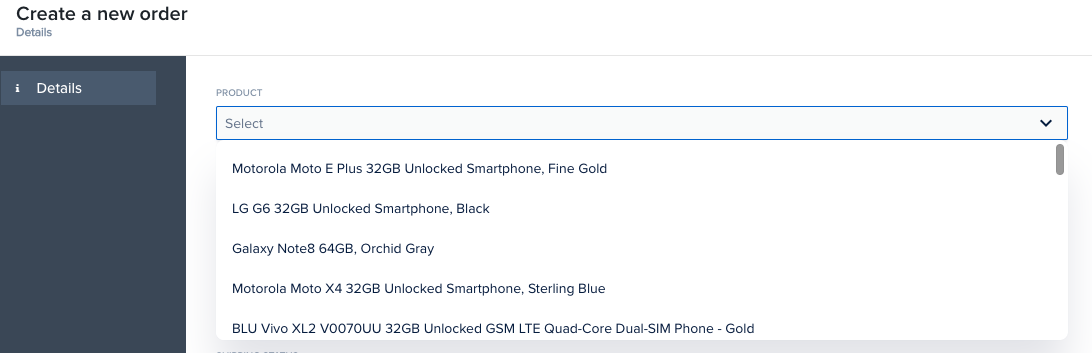 Create a new order
Details
i Details
PRODUCT
Select
Motorola Moto E Plus 32GB Unlocked Smartphone, Fine Gold
LG G6 32GB Unlocked Smartphone, Black
Galaxy Note8 64GB, Orchid Gray
Motorola Moto X4 32GB Unlocked Smartphone, Sterling Blue
BLU Vivo XL2 V0070UU 32GB Unlocked GSM LTE Quad-Core Dual-SIM Phone - Gold
SHIPPING STATUS